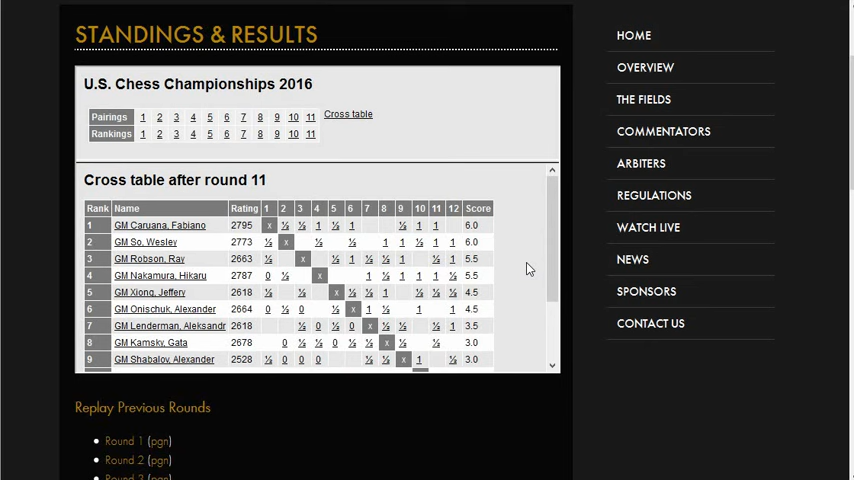 STANDINGS & RESULTS
U.S. Chess Championships 2016
Pairings 1 2 3 4 5 6 7 8 9 10 11 Cross table
Rankings 1 2 3 4 5 6 7 8 9 10 11
Cross table after round 11
Rank Name Rating 1 2 3 4 5 6 7 8 9 10 11 12 Score
1 GM Caruana, Fabiano 2795 x ½ ½ 1 ½ 1 ½ 1 1 6.0
2 GM So, Wesley 2773 ½ x ½ ½ 1 1 ½ 1 1 6.0
3 GM Robson, Ray 2663 ½ x ½ 1 ½ ½ ½ 1 5.5
4 GM Nakamura, Hikaru 2787 0 ½ x 1 ½ 1 1 1 ½ 5.5
5 GM Xiong, Jeffery 2618 ½ ½ x ½ ½ 1 ½ ½ ½ 4.5
6 GM Onischuk, Alexander 2664 0 ½ 0 ½ x 1 ½ 1 1 4.5
7 GM Lenderman, Aleksandr 2618 ½ 0 ½ 0 x ½ ½ ½ 1 3.5
8 GM Kamsky, Gata 2678 0 ½ ½ 0 ½ ½ x ½ ½ 3.0
9 GM Shabalov, Alexander 2528 ½ 0 0 0 ½ ½ x 1 ½ 3.0
Replay Previous Rounds
Round 1 (pgn)
Round 2 (pgn)
Round 3 (pgn)
HOME
OVERVIEW
THE FIELDS
COMMENTATORS
ARBITERS
REGULATIONS
WATCH LIVE
NEWS
SPONSORS
CONTACT US